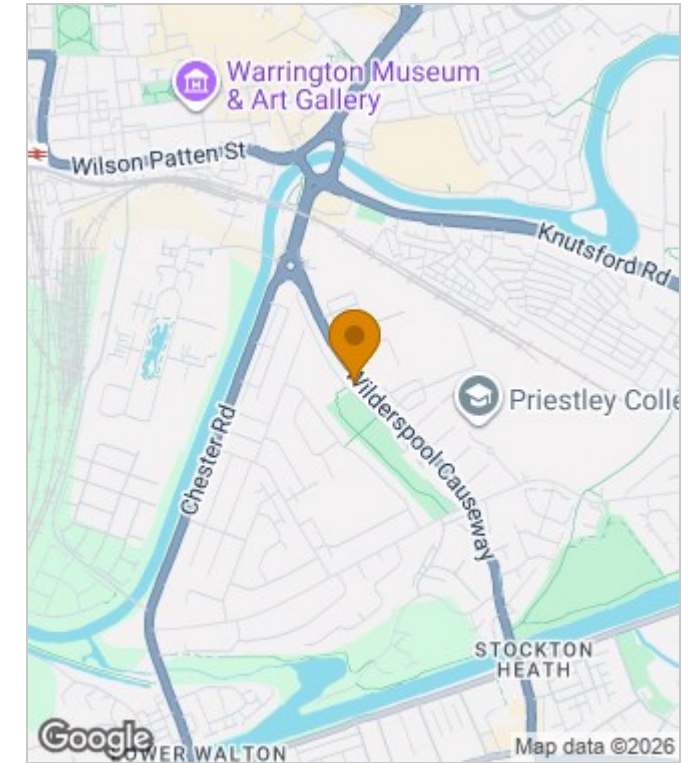 Warrington Museum
& Art Gallery
Wilson Patten St
Knutsford Rd
Wilderspool Causeway
Priestley Colle
Chester Rd
STOCKTON
HEATH
LOWER WALTON
Google
Map data ©2026